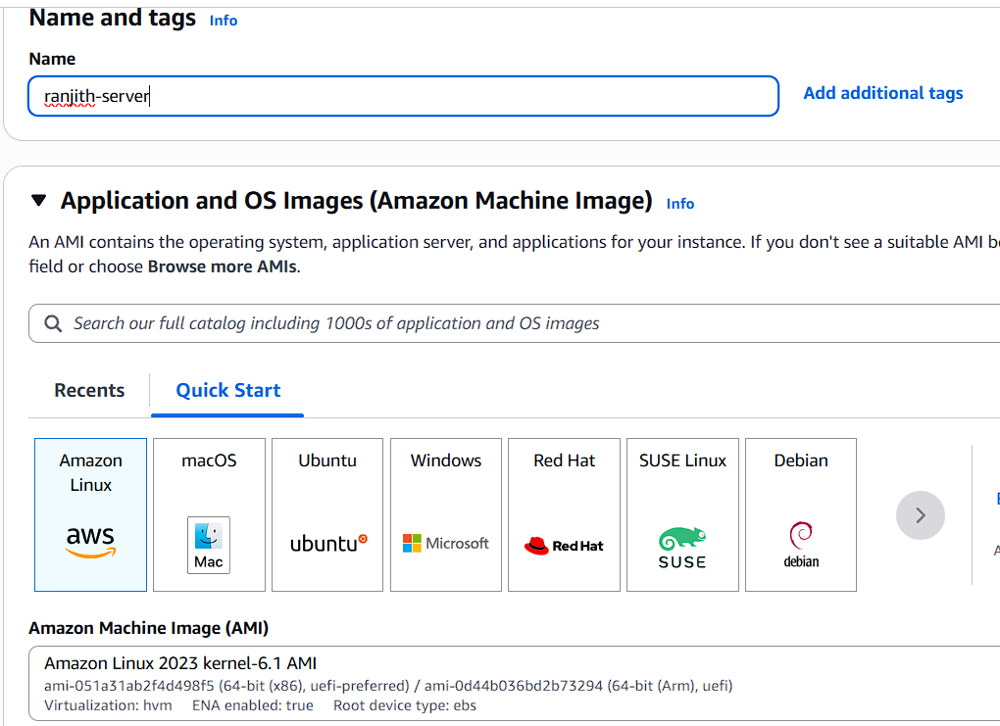 Name and tags Info
Name
ranjith-server
Add additional tags
Application and OS Images (Amazon Machine Image) Info
An AMI contains the operating system, application server, and applications for your instance. If you don't see a suitable AMI
field or choose Browse more AMIs.
Search our full catalog including 1000s of application and OS images
Recents
Quick Start
Amazon
Linux
aws
macOS
Mac
Ubuntu
ubuntu
Windows
Microsoft
Red Hat
Red Hat
SUSE Linux
SUSE
Debian
debian
Amazon Machine Image (AMI)
Amazon Linux 2023 kernel-6.1 AMI
ami-051a31ab2f4d498f5 (64-bit (x86), uefi-preferred) / ami-0d44b036bd2b73294 (64-bit (Arm), uefi)
Virtualization: hvm ENA enabled: true Root device type: ebs